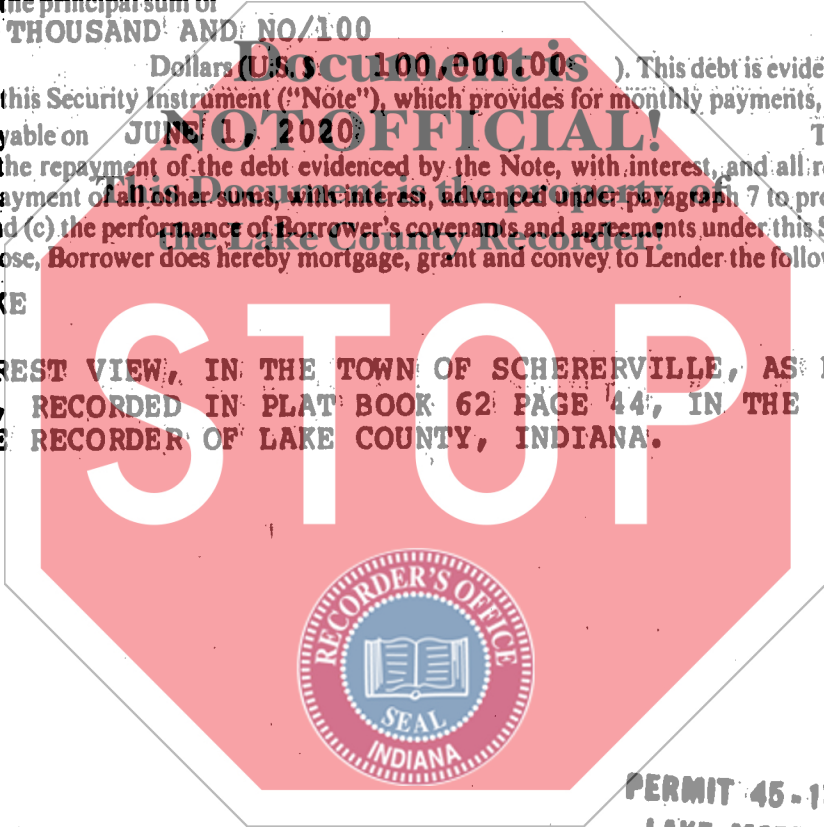 the principal sum of
THOUSAND AND NO/100
Document is
Dollars (U.S. $ 100,000.00 ). This debt is evide
this Security Instrument ("Note"), which provides for monthly payments,
NOT OFFICIAL!
yable on JUNE 1, 2020. T
the repayment of the debt evidenced by the Note, with interest, and all re
This Document is the property of
ayment of all other sums, with interest, advanced under paragraph 7 to pro
d (c) the performance of Borrower's covenants and agreements under this S
the Lake County Recorder!
ose, Borrower does hereby mortgage, grant and convey to Lender the follow
KE
REST VIEW, IN THE TOWN OF SCHERERVILLE, AS
, RECORDED IN PLAT BOOK 62 PAGE 44, IN THE
E RECORDER OF LAKE COUNTY, INDIANA.
STOP
RECORDER'S OFFICE
SEAL
INDIANA
PERMIT 45-1